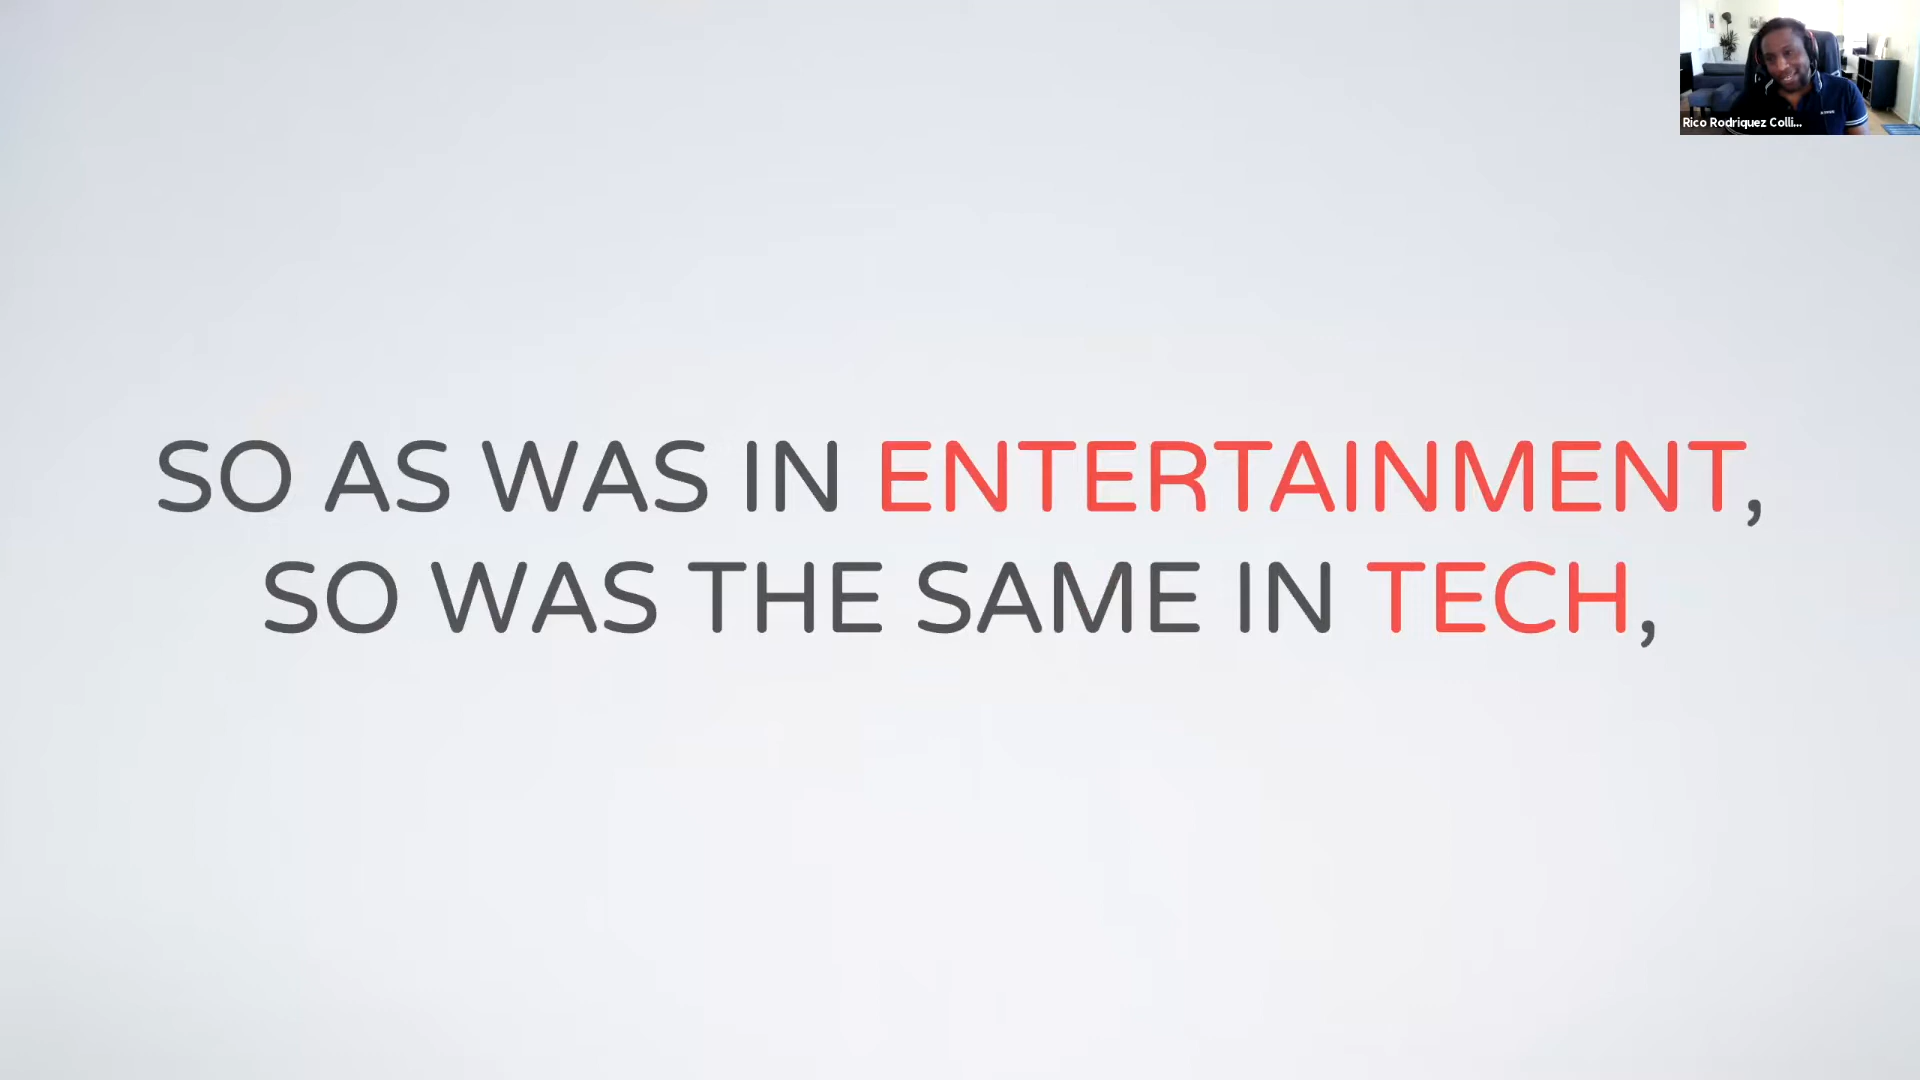 Rico Rodriquez Colli...
SO AS WAS IN ENTERTAINMENT,
SO WAS THE SAME IN TECH,